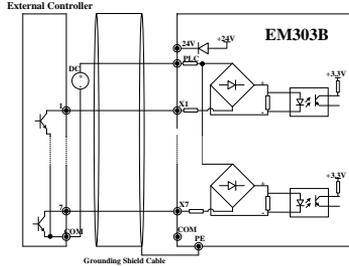 External Controller
EM303B
24V
+24V
PLC
DC
+3.3V
1
X1
+
-
+3.3V
7
X7
+
-
COM
COM
PE
Grounding Shield Cable